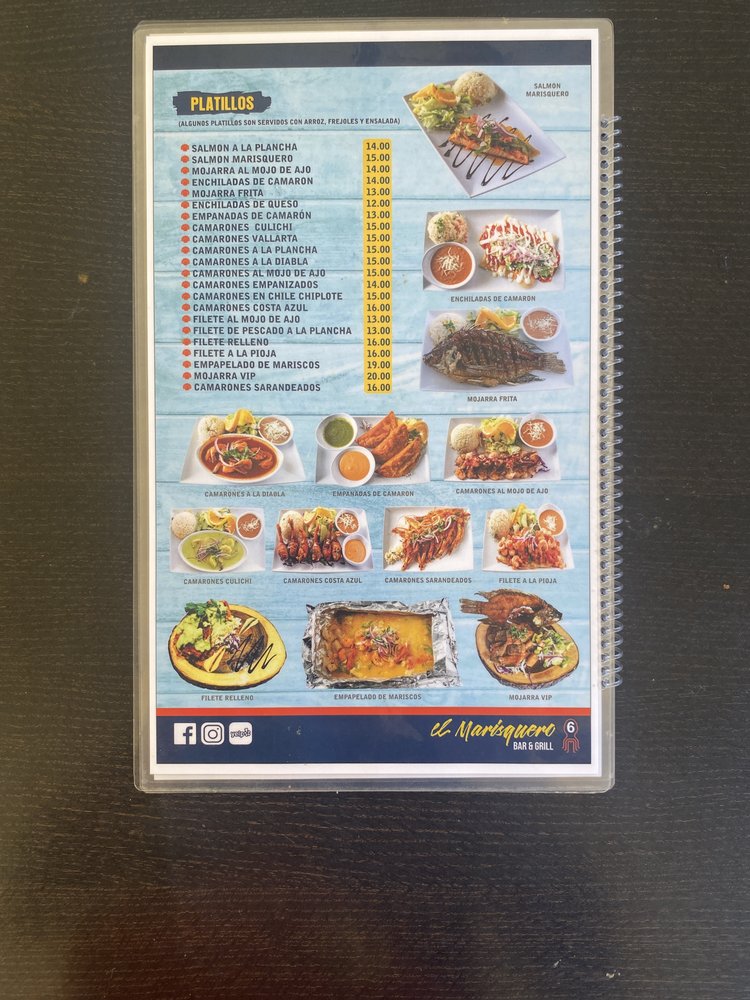 PLATILLOS
(ALGUNOS PLATILLOS SON SERVIDOS CON ARROZ, FREJOLES Y ENSALADA)
SALMON A LA PLANCHA 14.00
SALMON MARISQUERO 15.00
MOJARRA AL MOJO DE AJO 14.00
ENCHILADAS DE CAMARON 14.00
MOJARRA FRITA 13.00
ENCHILADAS DE QUESO 12.00
EMPANADAS DE CAMARÓN 13.00
CAMARONES CULICHI 15.00
CAMARONES VALLARTA 15.00
CAMARONES A LA PLANCHA 15.00
CAMARONES A LA DIABLA 15.00
CAMARONES AL MOJO DE AJO 15.00
CAMARONES EMPANIZADOS 14.00
CAMARONES EN CHILE CHIPLOTE 15.00
CAMARONES COSTA AZUL 16.00
FILETE AL MOJO DE AJO 13.00
FILETE DE PESCADO A LA PLANCHA 13.00
FILETE RELLENO 16.00
FILETE A LA PIOJA 16.00
EMPAPELADO DE MARISCOS 19.00
MOJARRA VIP 20.00
CAMARONES SARANDEADOS 16.00
SALMON
MARISQUERO
ENCHILADAS DE CAMARON
MOJARRA FRITA
CAMARONES A LA DIAOLA
EMPANADAS DE CAMARON
CAMARONES AL MOJO DE AJO
CAMARONES CULICHI
CAMARONES COSTA AZUL
CAMARONES SARANDEADOS
FILETE A LA PIOJA
FILETE RELLENO
EMPAPELADO DE MARISCOS
MOJARRA VIP
yelp
el Marisquero
BAR & GRILL
6